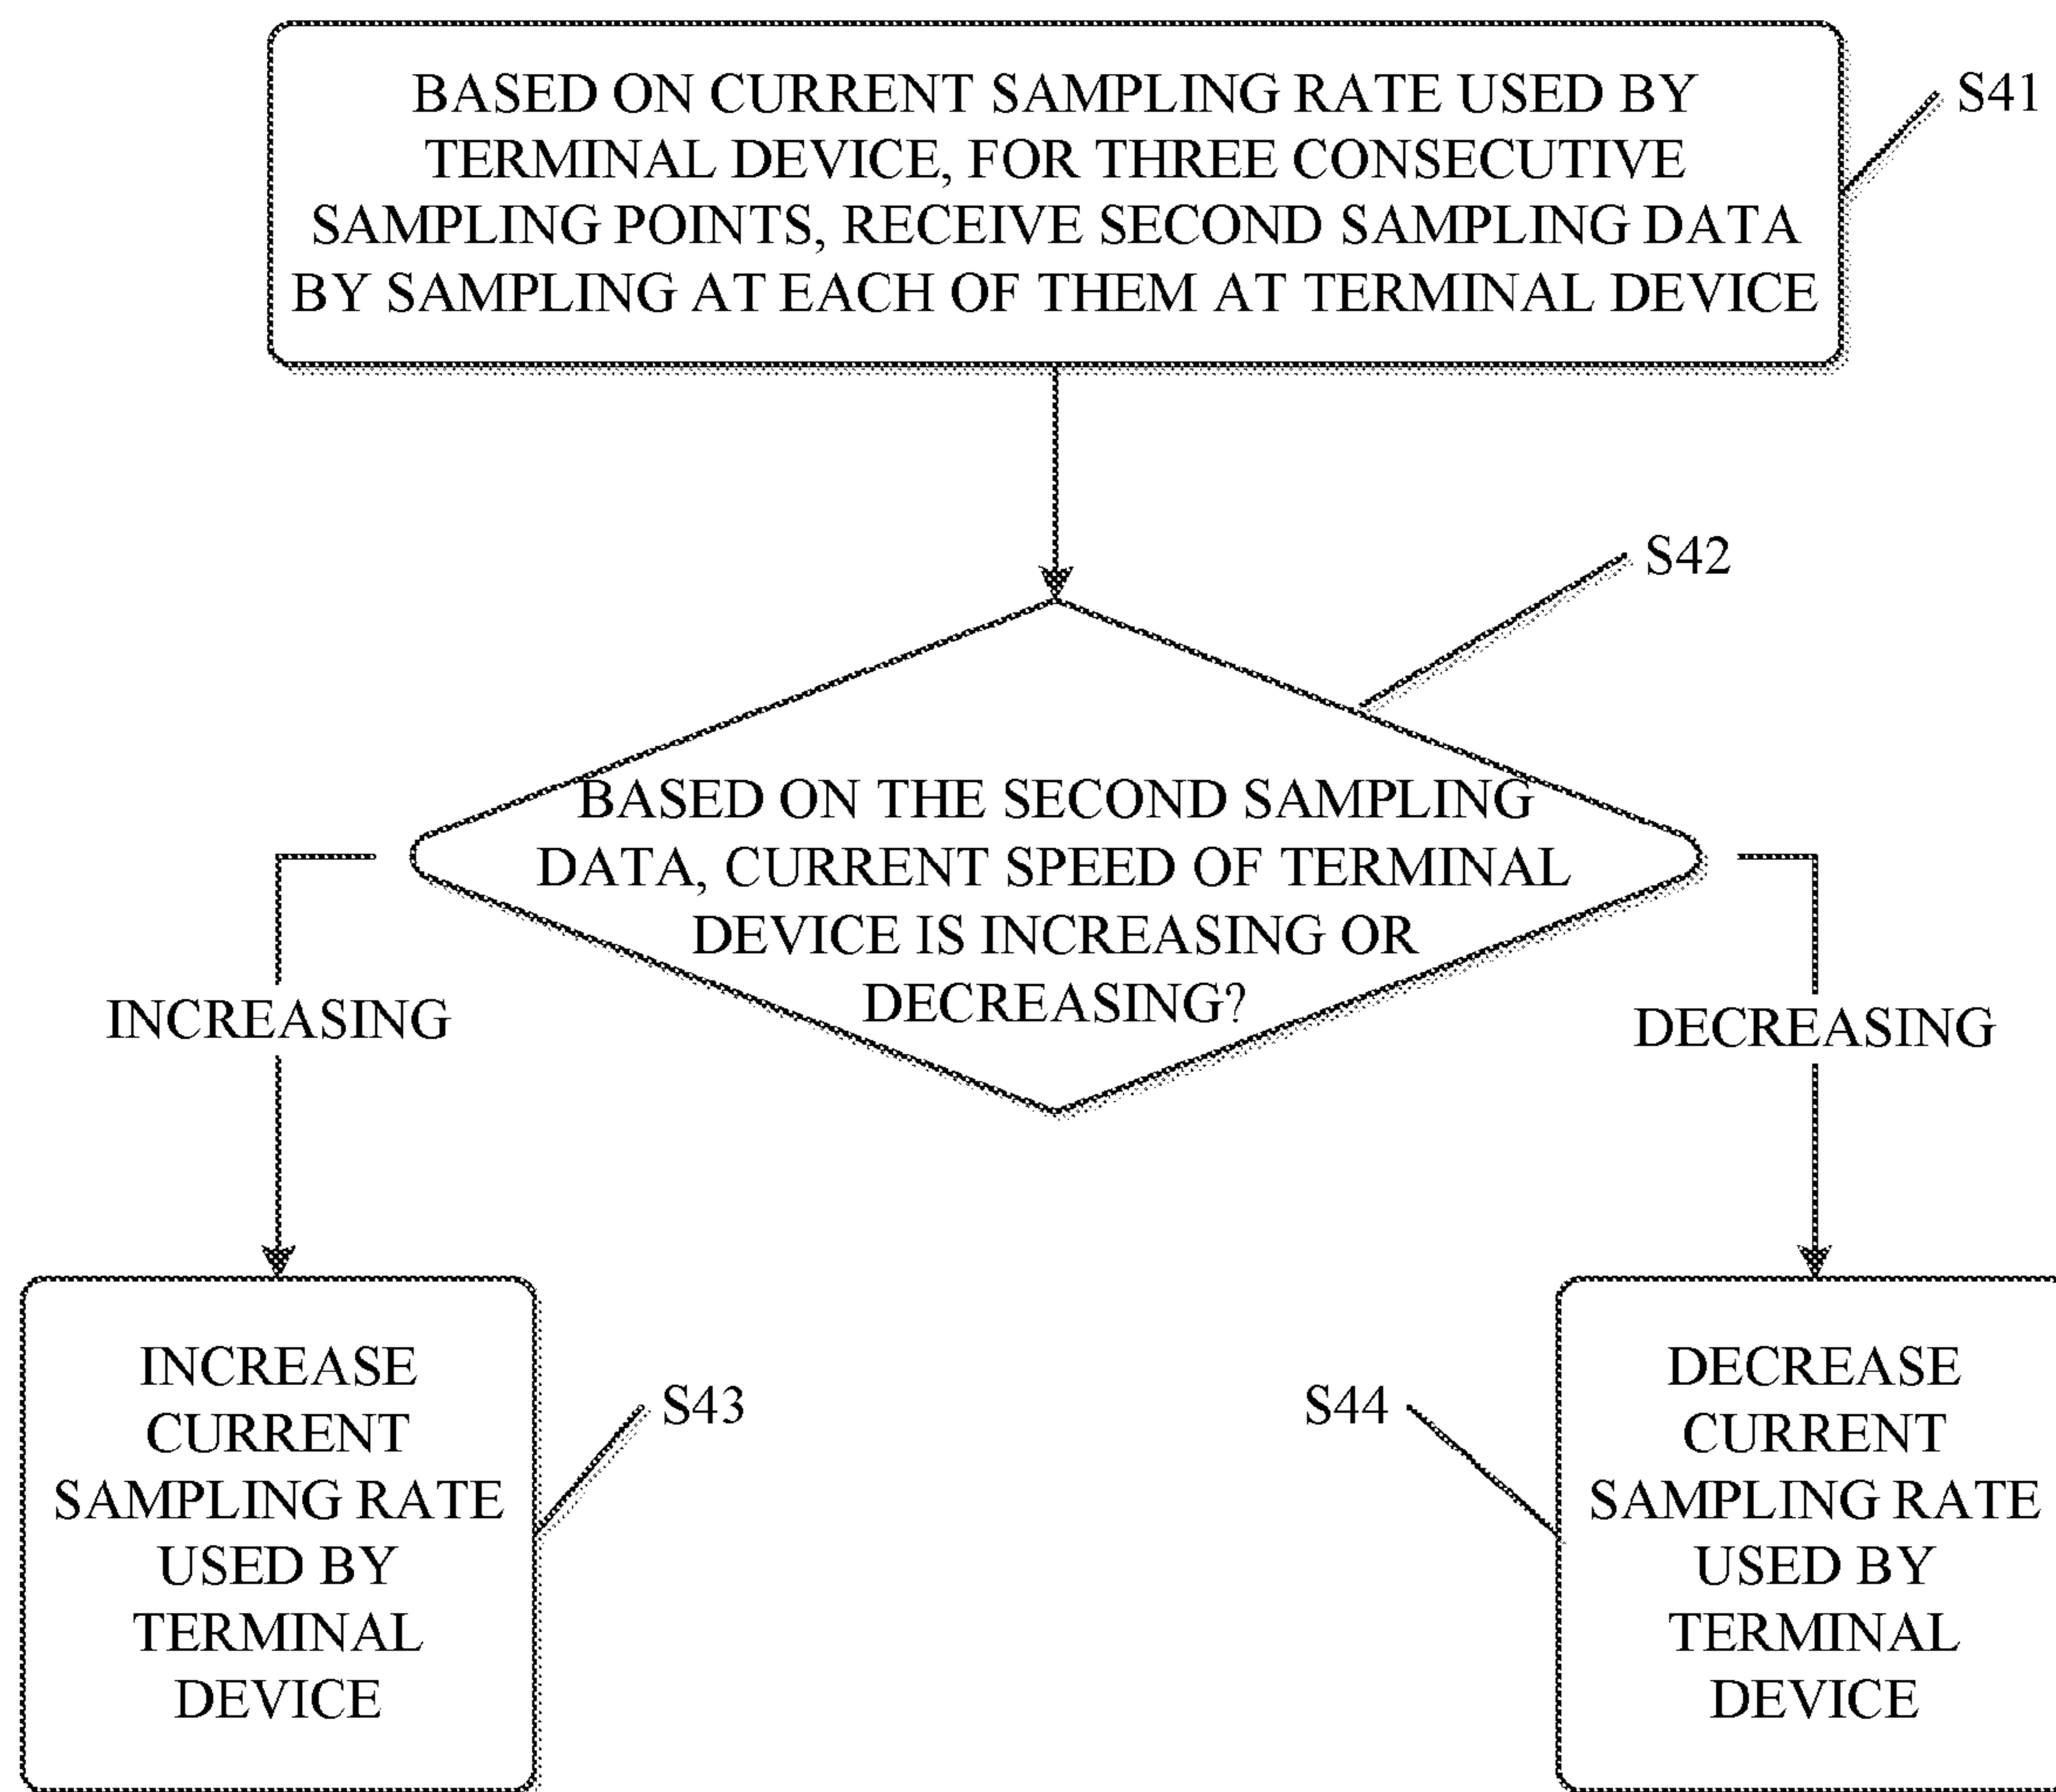 BASED ON CURRENT SAMPLING RATE USED BY
TERMINAL DEVICE, FOR THREE CONSECUTIVE
SAMPLING POINTS, RECEIVE SECOND SAMPLING DATA
BY SAMPLING AT EACH OF THEM AT TERMINAL DEVICE
S41
S42
BASED ON THE SECOND SAMPLING
DATA, CURRENT SPEED OF TERMINAL
DEVICE IS INCREASING OR
DECREASING?
INCREASING
DECREASING
INCREASE
CURRENT
SAMPLING RATE
USED BY
TERMINAL
DEVICE
S43
S44
DECREASE
CURRENT
SAMPLING RATE
USED BY
TERMINAL
DEVICE